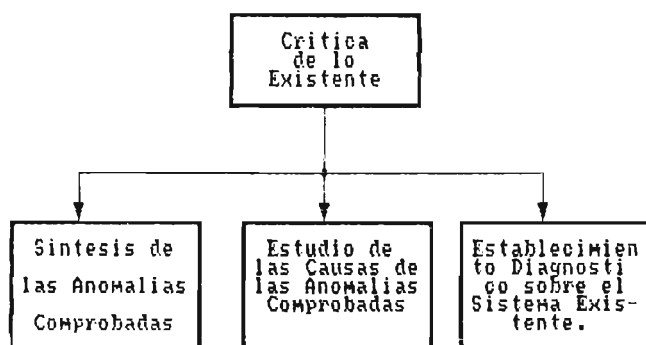 Critica
de lo
Existente
Sintesis de
las Anomalias
Comprobadas
Estudio de
las Causas de
las Anomalias
Comprobadas
Establecimien
to Diagnosti
co sobre el
Sistema Exis-
tente.